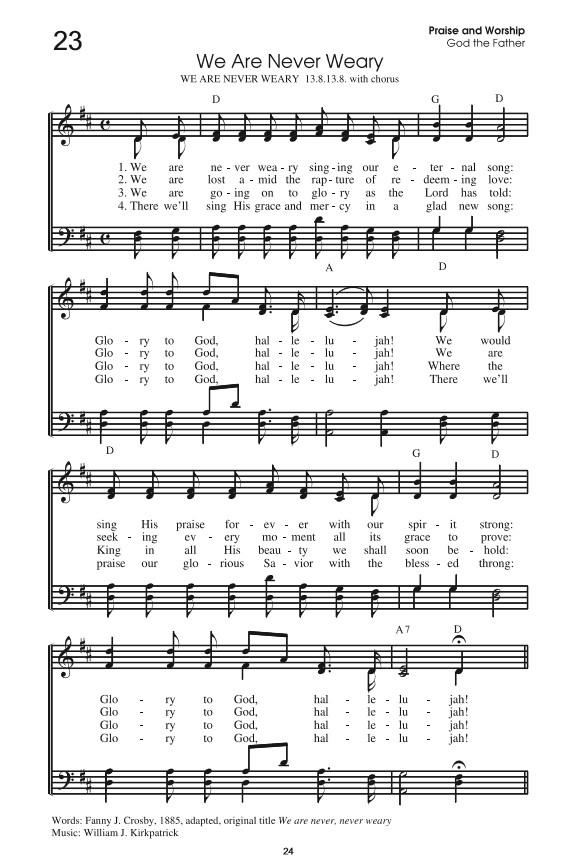 23
Praise and Worship
God the Father
We Are Never Weary
WE ARE NEVER WEARY 13.8.13.8. with chorus
D G D
1. We are ne - ver wea - ry sing - ing our e - ter - nal song:
2. We are lost a - mid the rap - ture of re - deem - ing love:
3. We are go - ing on to glo - ry as the Lord has told:
4. There we'll sing His grace and mer - cy in a glad new song:
A D
Glo - ry to God, hal - le - lu - jah! We would
Glo - ry to God, hal - le - lu - jah! We are
Glo - ry to God, hal - le - lu - jah! Where the
Glo - ry to God, hal - le - lu - jah! There we'll
D G D
sing His praise for - ev - er with our spir - it strong:
seek - ing ev - ery mo - ment all its grace to prove:
King in all His beau - ty we shall soon be - hold:
praise our glo - rious Sa - vior with the bless - ed throng:
A7 D
Glo - ry to God, hal - le - lu - jah!
Glo - ry to God, hal - le - lu - jah!
Glo - ry to God, hal - le - lu - jah!
Glo - ry to God, hal - le - lu - jah!
Words: Fanny J. Crosby, 1885, adapted, original title We are never, never weary
Music: William J. Kirkpatrick
24